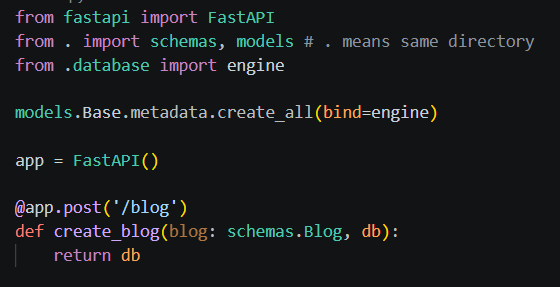 from fastapi import FastAPI
from . import schemas, models # . means same directory
from .database import engine
models.Base.metadata.create_all(bind=engine)
app = FastAPI()
@app.post('/blog')
def create_blog(blog: schemas.Blog, db):
    return db